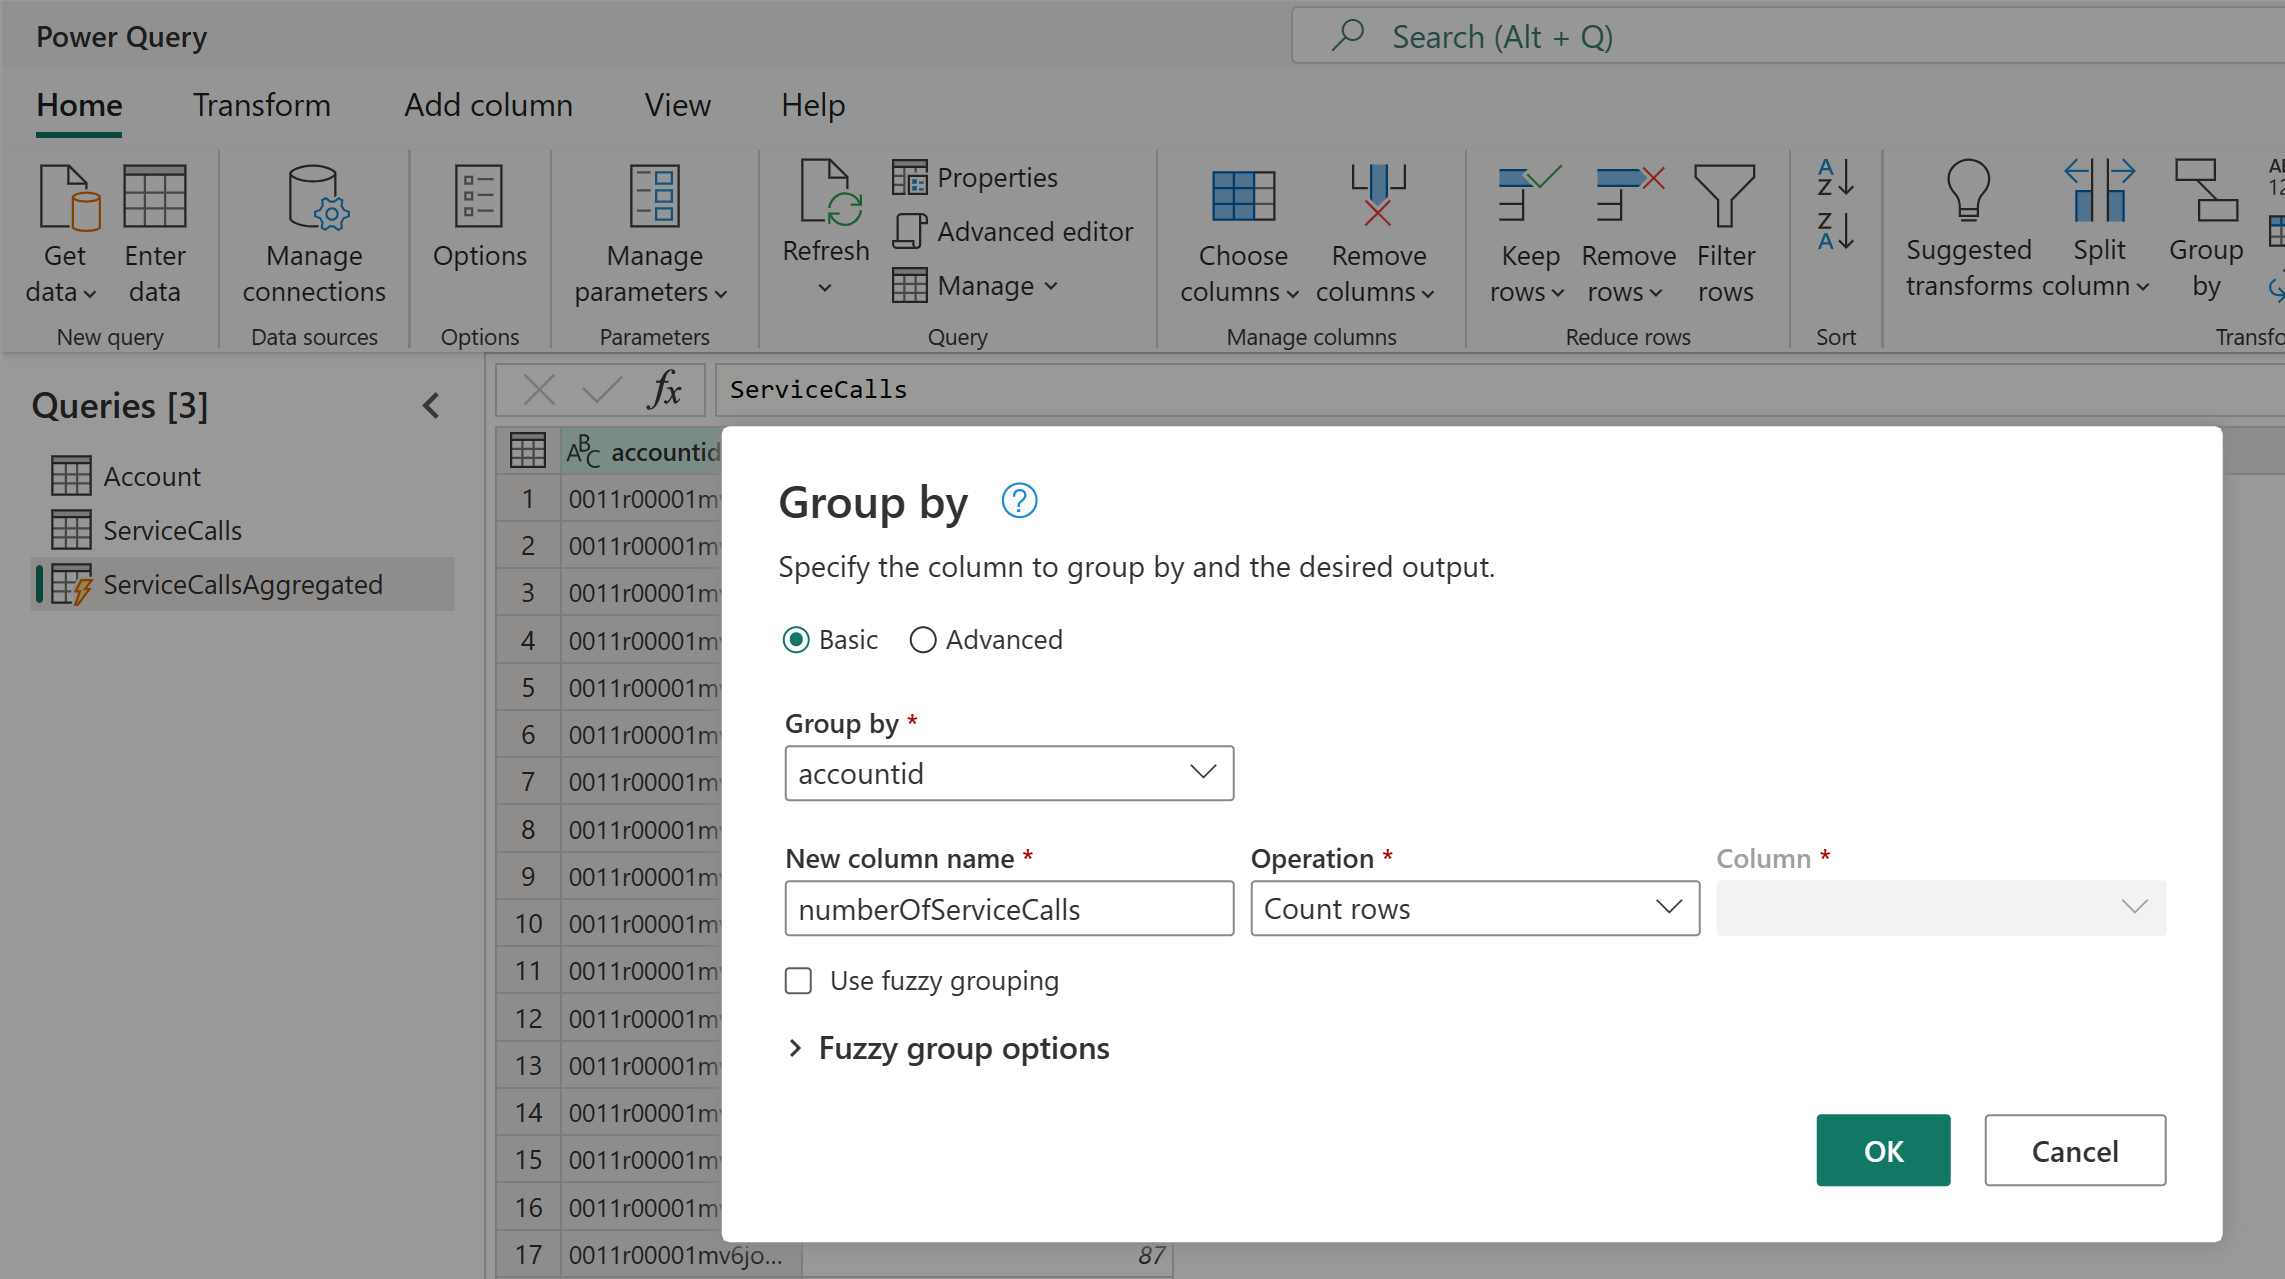 Power Query
Search (Alt + Q)
Home Transform Add column View Help
Get data
Enter data
New query
Manage connections
Data sources
Options
Options
Manage parameters
Parameters
Refresh
Properties
Advanced editor
Manage
Query
Choose columns
Remove columns
Manage columns
Keep rows
Remove rows
Filter rows
Reduce rows
A Z
Z A
Sort
Suggested transforms
Split column
Group by
Queries [3]
Account
ServiceCalls
ServiceCallsAggregated
fx ServiceCalls
ABC accountid
1 0011r00001m
2 0011r00001m
3 0011r00001m
4 0011r00001m
5 0011r00001m
6 0011r00001m
7 0011r00001m
8 0011r00001m
9 0011r00001m
10 0011r00001m
11 0011r00001m
12 0011r00001m
13 0011r00001m
14 0011r00001m
15 0011r00001m
16 0011r00001m
17 0011r00001mv6jo... 87
Group by ?
Specify the column to group by and the desired output.
Basic Advanced
Group by *
accountid
New column name * Operation * Column *
numberOfServiceCalls Count rows
Use fuzzy grouping
Fuzzy group options
OK Cancel